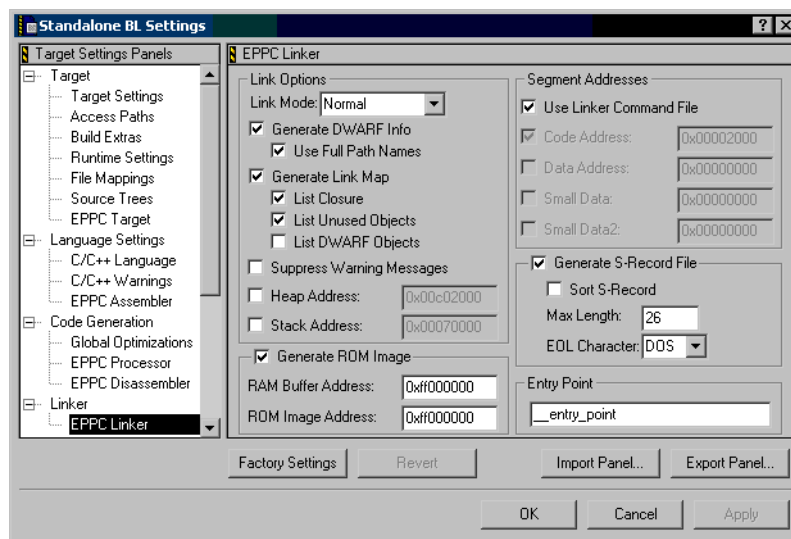 Standalone BL Settings
Target Settings Panels
Target
Target Settings
Access Paths
Build Extras
Runtime Settings
File Mappings
Source Trees
EPPC Target
Language Settings
C/C++ Language
C/C++ Warnings
EPPC Assembler
Code Generation
Global Optimizations
EPPC Processor
EPPC Disassembler
Linker
EPPC Linker
EPPC Linker
Link Options
Link Mode: Normal
Generate DWARF Info
Use Full Path Names
Generate Link Map
List Closure
List Unused Objects
List DWARF Objects
Suppress Warning Messages
Heap Address: 0x00c02000
Stack Address: 0x00070000
Generate ROM Image
RAM Buffer Address: 0xff000000
ROM Image Address: 0xff000000
Segment Addresses
Use Linker Command File
Code Address: 0x00002000
Data Address: 0x00000000
Small Data: 0x00000000
Small Data2: 0x00000000
Generate S-Record File
Sort S-Record
Max Length: 26
EOL Character: DOS
Entry Point
__entry_point
Factory Settings Revert Import Panel... Export Panel...
OK Cancel Apply